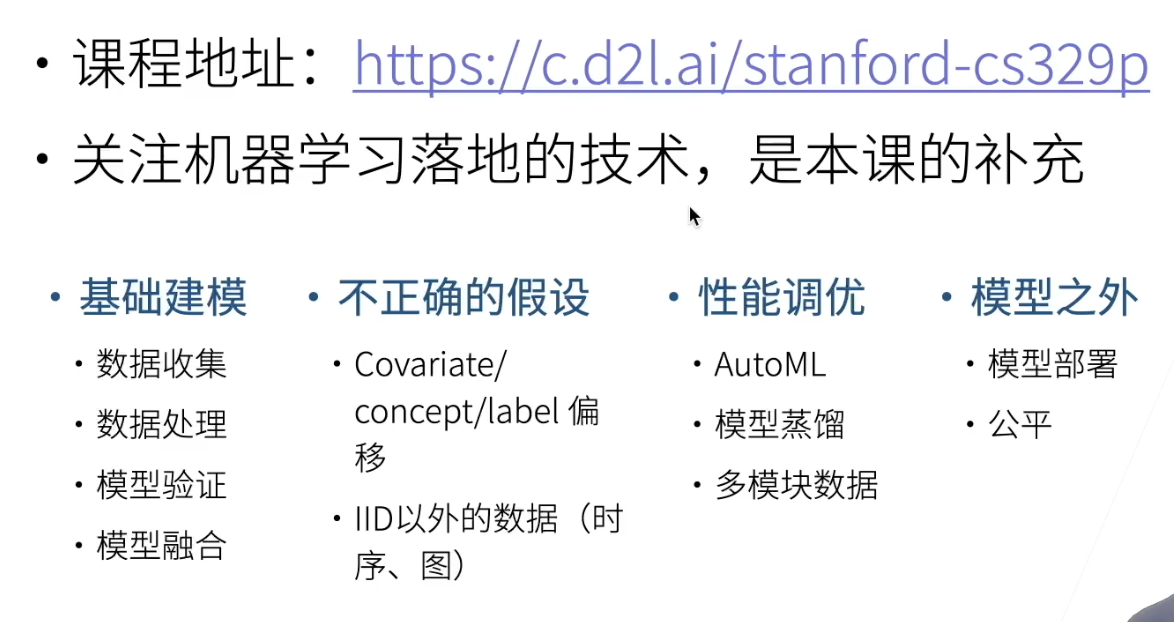 • 课程地址：https://c.d2l.ai/stanford-cs329p
• 关注机器学习落地的技术，是本课的补充
• 基础建模
• 数据收集
• 数据处理
• 模型验证
• 模型融合
• 不正确的假设
• Covariate/
concept/label 偏
移
• IID以外的数据（时
序、图）
• 性能调优
• AutoML
• 模型蒸馏
• 多模块数据
• 模型之外
• 模型部署
• 公平